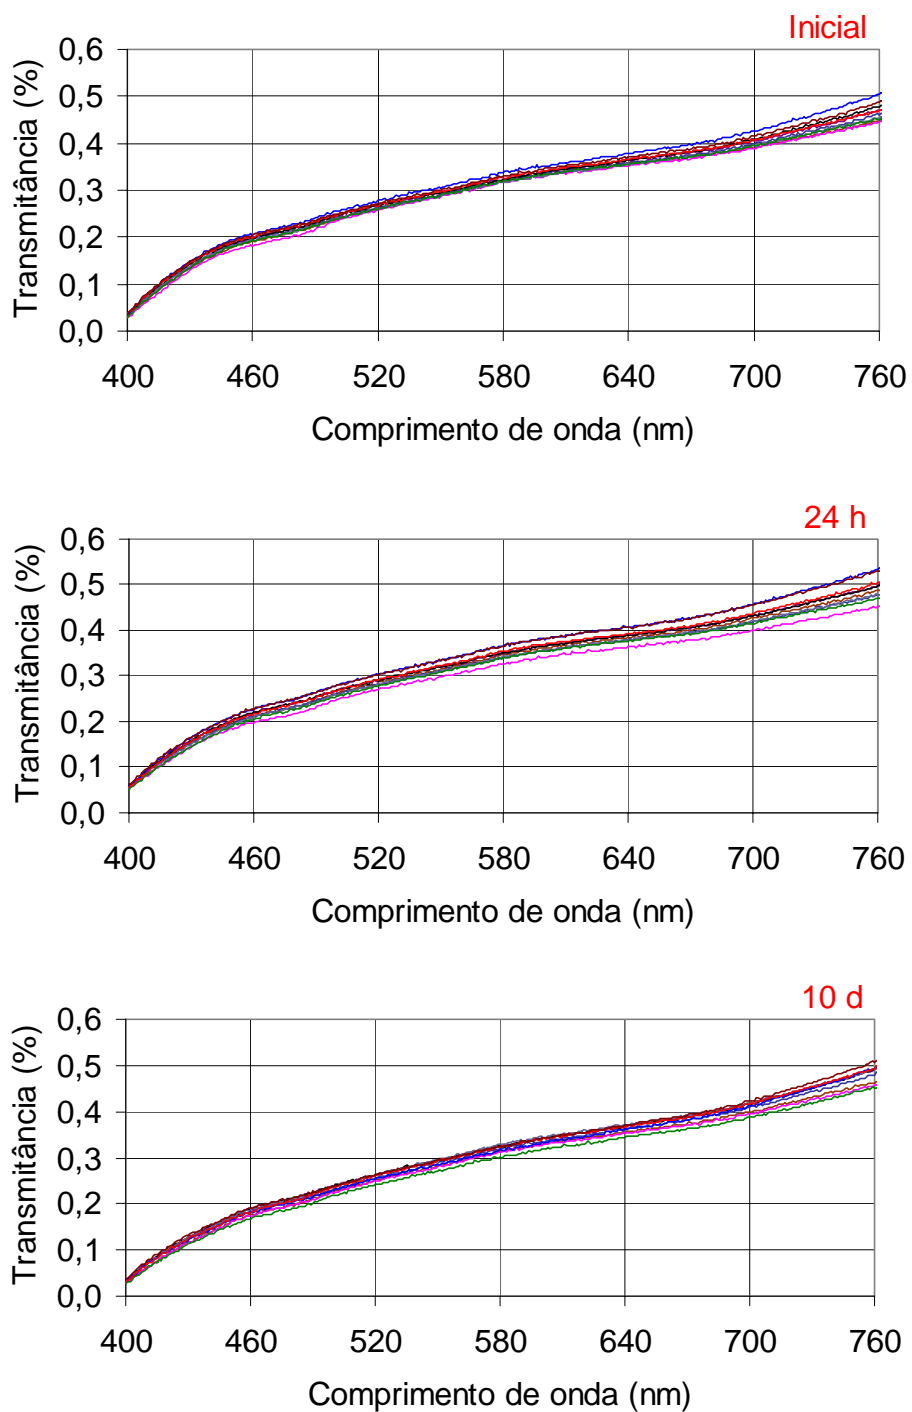 Inicial
Transmitância (%)
0,6
0,5
0,4
0,3
0,2
0,1
0,0
400 460 520 580 640 700 760
Comprimento de onda (nm)
24 h
Transmitância (%)
0,6
0,5
0,4
0,3
0,2
0,1
0,0
400 460 520 580 640 700 760
Comprimento de onda (nm)
10 d
Transmitância (%)
0,6
0,5
0,4
0,3
0,2
0,1
0,0
400 460 520 580 640 700 760
Comprimento de onda (nm)